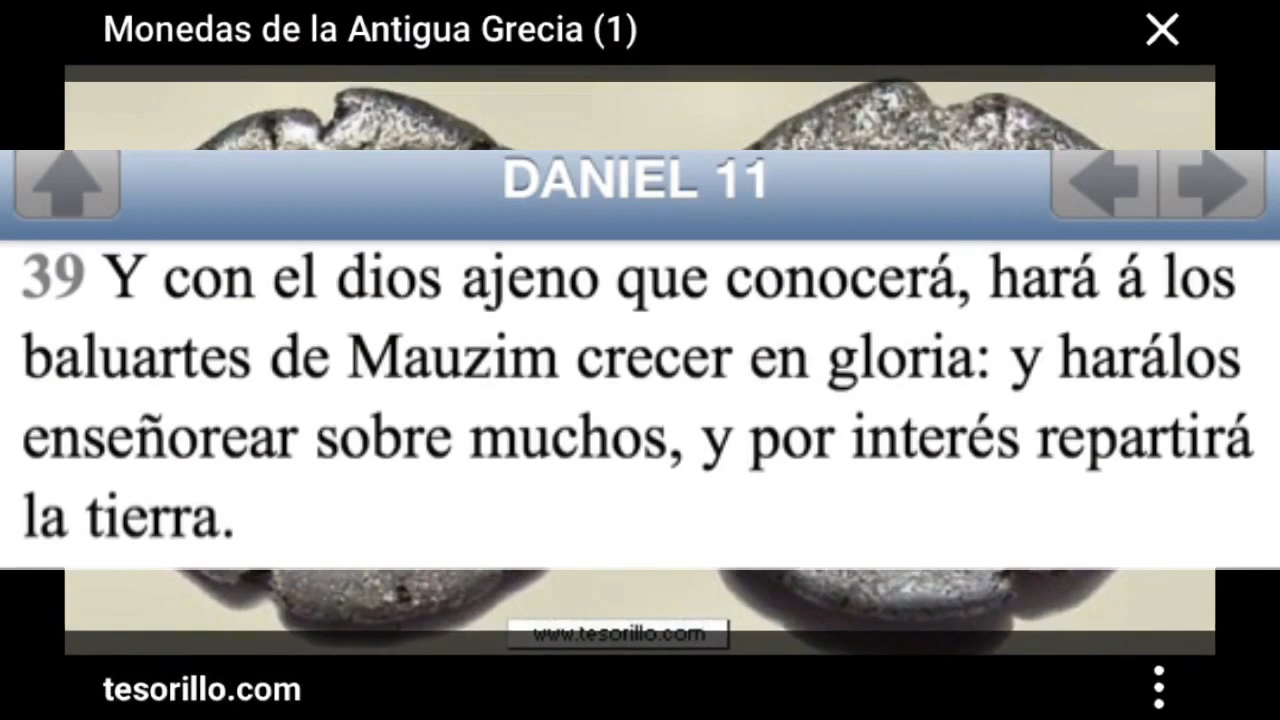 Monedas de la Antigua Grecia (1)
DANIEL 11
39 Y con el dios ajeno que conocerá, hará á los
baluartes de Mauzim crecer en gloria: y harálos
enseñorear sobre muchos, y por interés repartirá
la tierra.
www.tesorillo.com
tesorillo.com